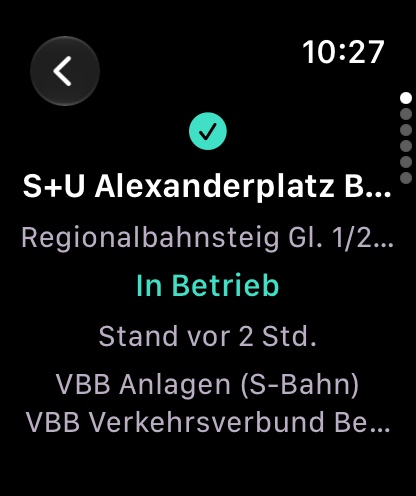 10:27
S+U Alexanderplatz B...
Regionalbahnsteig Gl. 1/2...
In Betrieb
Stand vor 2 Std.
VBB Anlagen (S-Bahn)
VBB Verkehrsverbund Be...